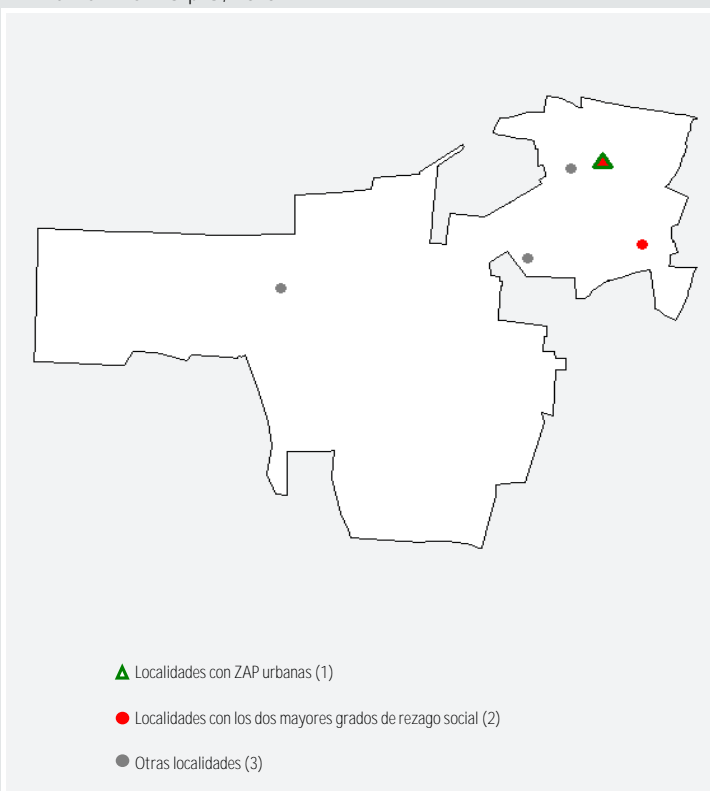 Localidades con ZAP urbanas (1)
Localidades con los dos mayores grados de rezago social (2)
Otras localidades (3)